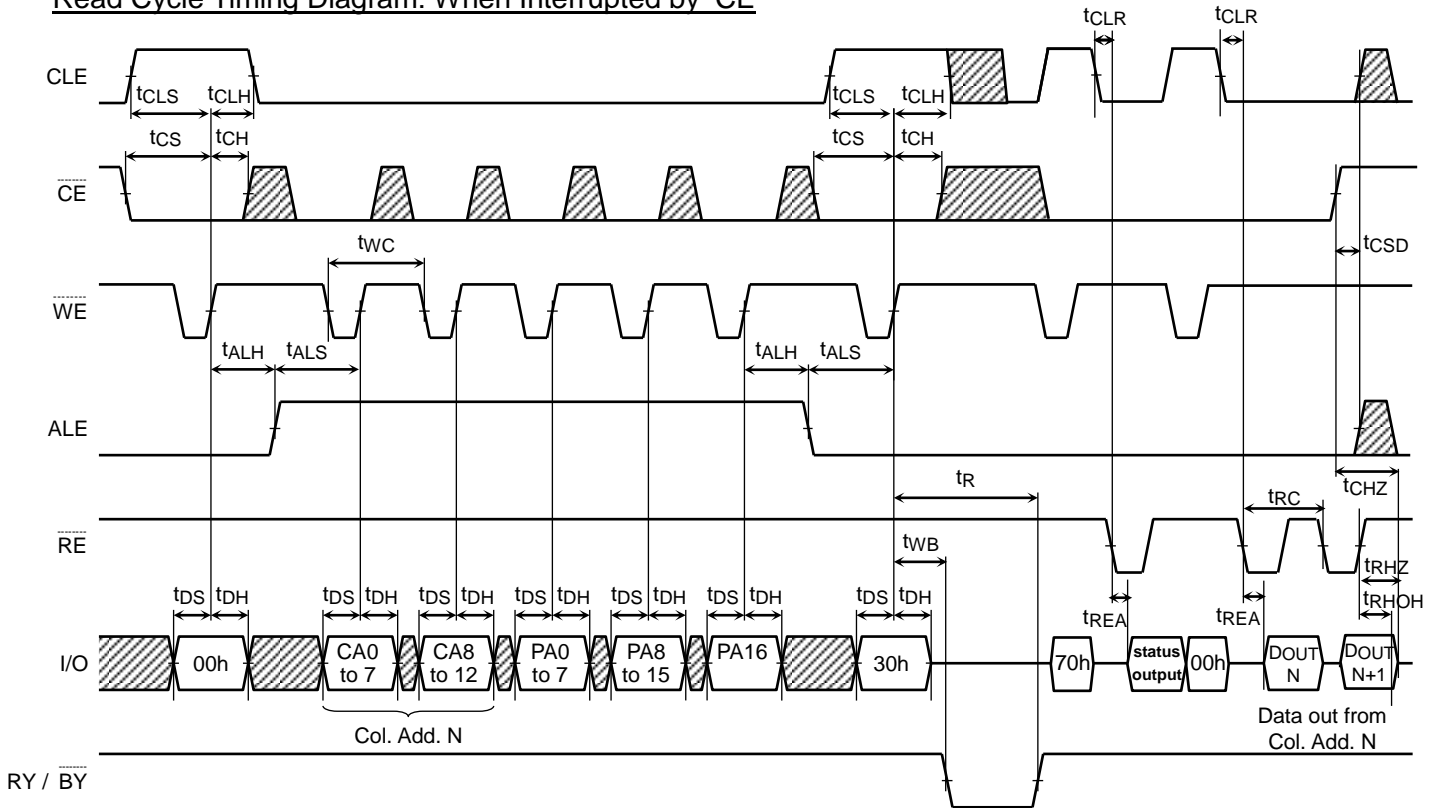 Read Cycle Timing Diagram: When Interrupted by CE
tCLR tCLR
CLE
tCLS tCLH tCLS tCLH
tCS tCH tCS tCH
CE
tWC tCSD
WE
tALH tALS tALH tALS
ALE
tR tCHZ
tRC
RE
tWB
tRHZ
tDS tDH tDS tDH tDS tDH tDS tDH tDS tDH tDS tDH tDS tDH tRHOH
tREA tREA
I/O 00h CA0 to 7 CA8 to 12 PA0 to 7 PA8 to 15 PA16 30h 70h status output 00h DOUT N DOUT N+1
Col. Add. N
Data out from
Col. Add. N
RY / BY